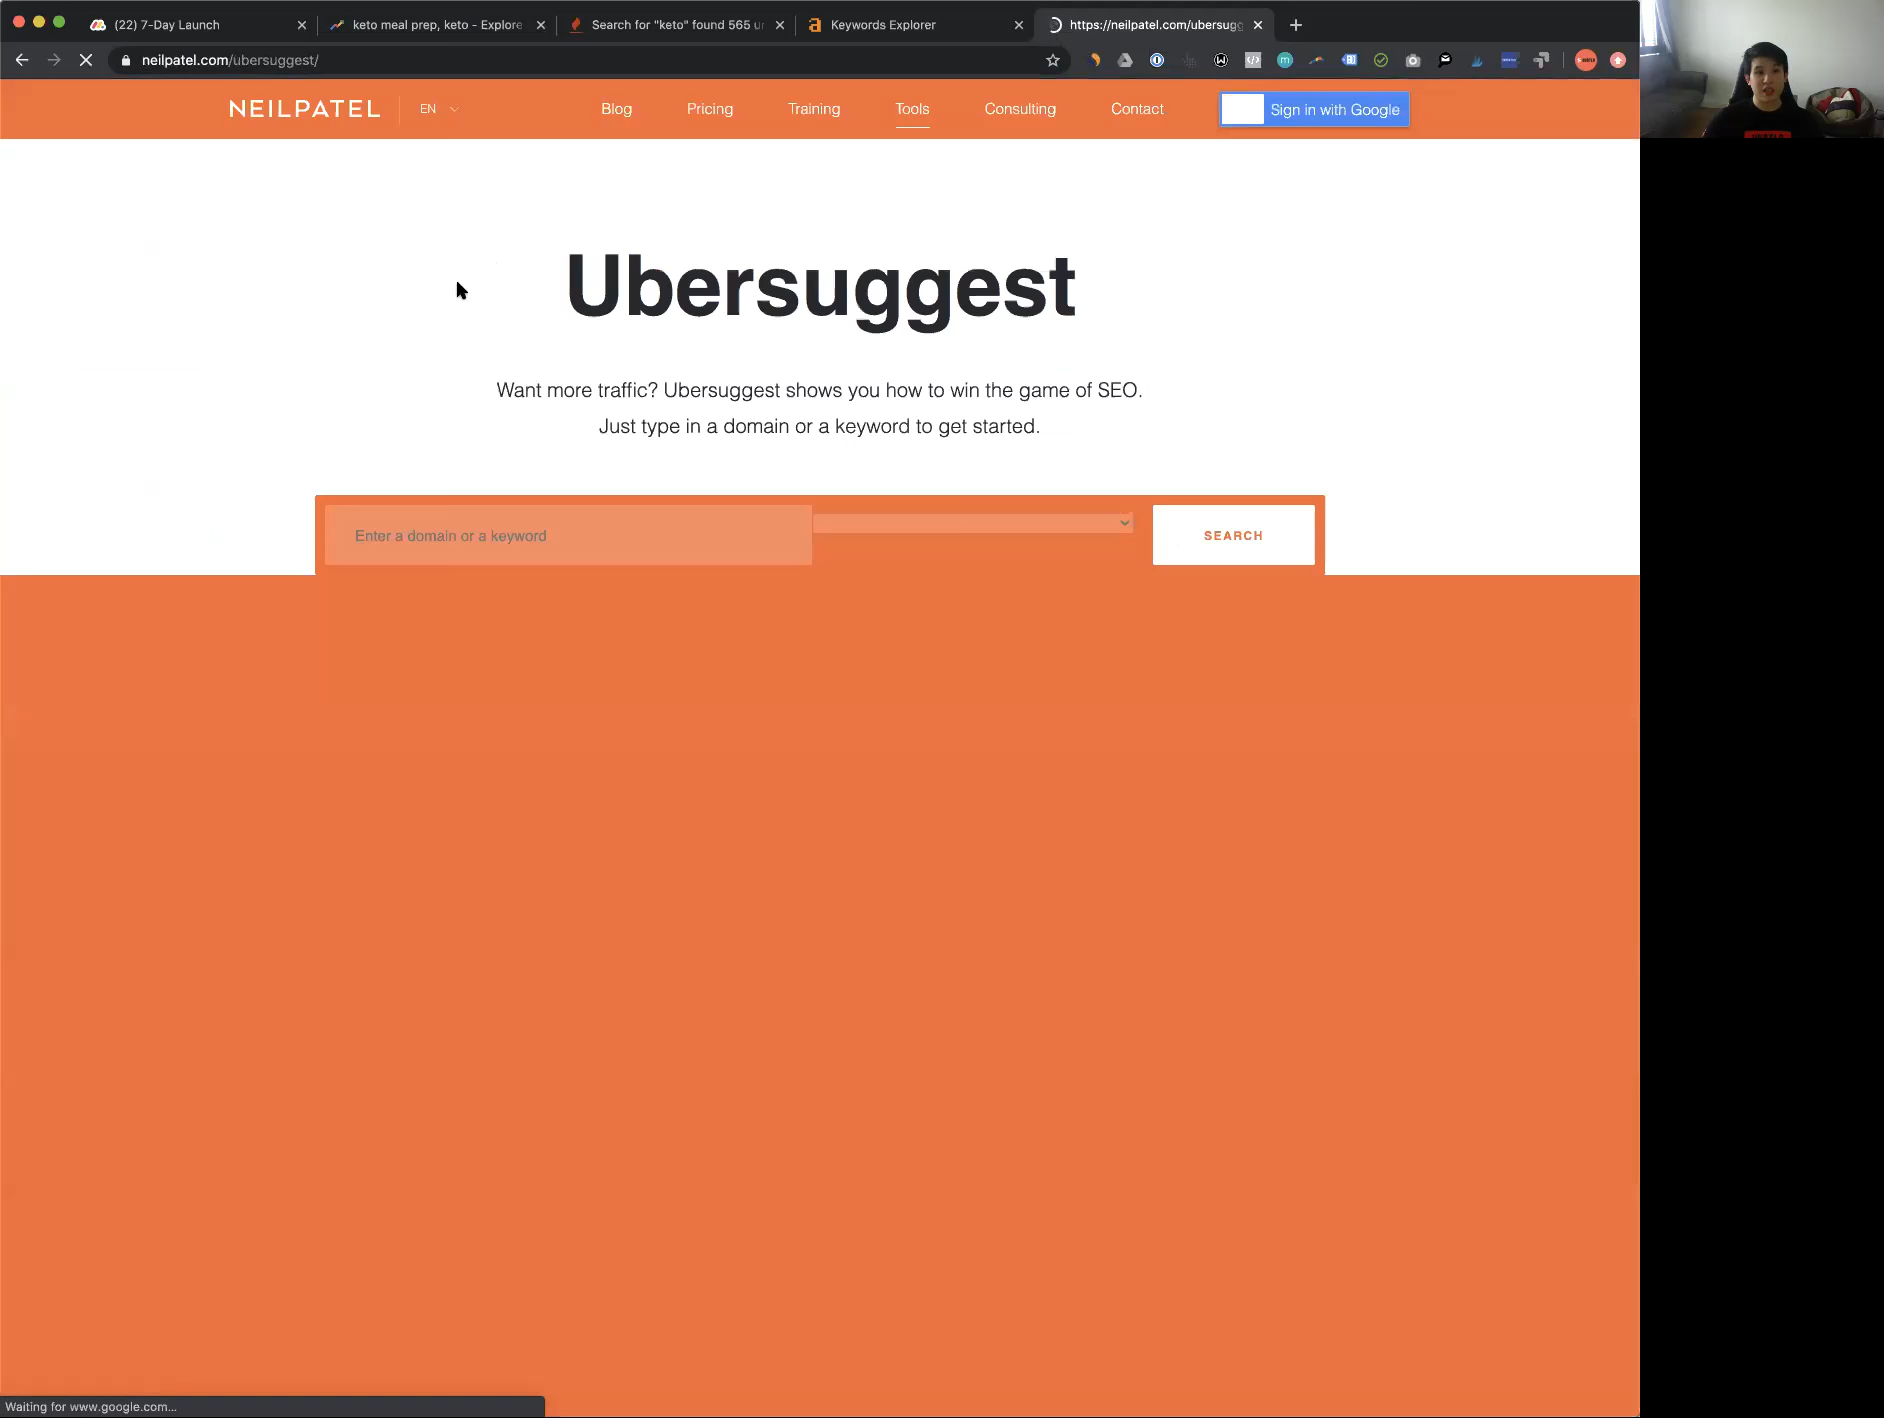 (22) 7-Day Launch
keto meal prep, keto - Explore
Search for "keto" found 565 ur
Keywords Explorer
https://neilpatel.com/ubersugg
neilpatel.com/ubersuggest/
NEILPATEL
EN
Blog
Pricing
Training
Tools
Consulting
Contact
Sign in with Google
Ubersuggest
Want more traffic? Ubersuggest shows you how to win the game of SEO.
Just type in a domain or a keyword to get started.
Enter a domain or a keyword
SEARCH
Waiting for www.google.com...